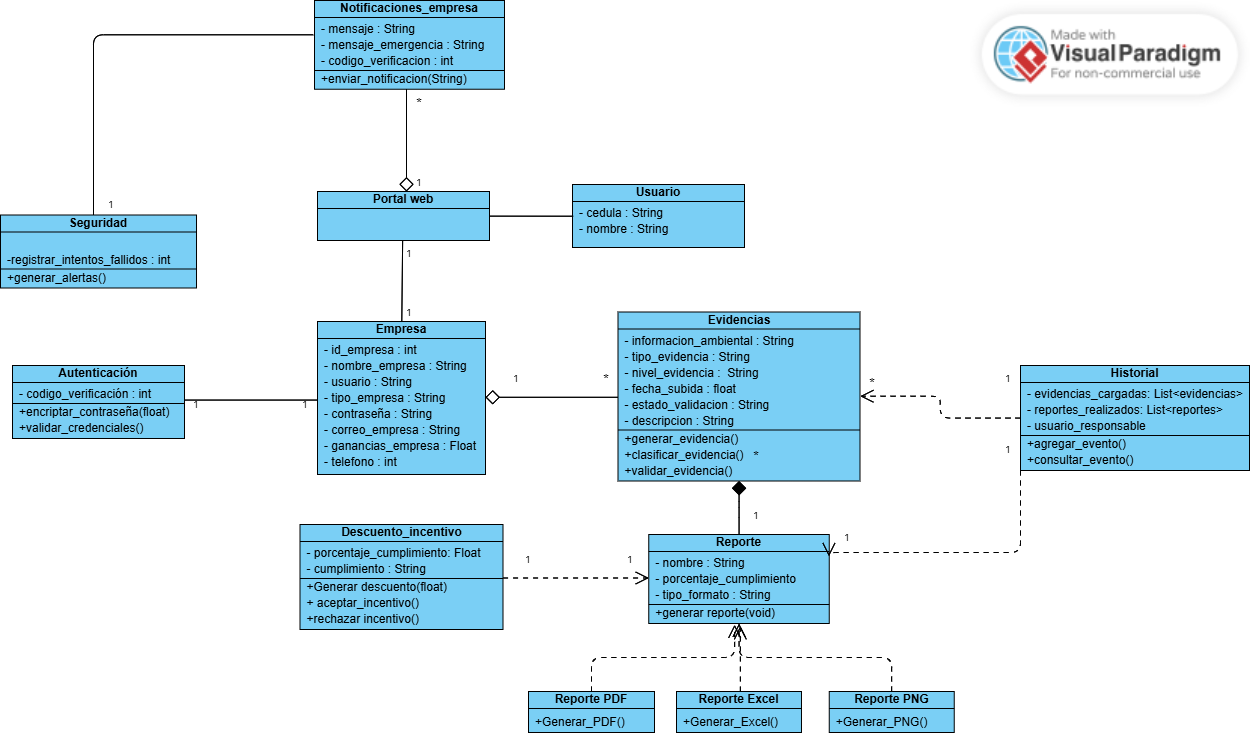 Notificaciones_empresa
- mensaje : String
- mensaje_emergencia : String
- codigo_verificacion : int
+enviar_notificacion(String)
Made with
Visual Paradigm
For non-commercial use
*
1
Portal web
1
Usuario
- cedula : String
- nombre : String
1
Seguridad
-registrar_intentos_fallidos : int
+generar_alertas()
1
Empresa
- id_empresa : int
- nombre_empresa : String
- usuario : String
- tipo_empresa : String
- contraseña : String
- correo_empresa : String
- ganancias_empresa : Float
- telefono : int
Autenticación
- codigo_verificación : int
+encriptar_contraseña(float)
+validar_credenciales()
1
1
1
*
Evidencias
- informacion_ambiental : String
- tipo_evidencia : String
- nivel_evidencia : String
- fecha_subida : float
- estado_validacion : String
- descripcion : String
+generar_evidencia()
+clasificar_evidencia() *
+validar_evidencia()
*
1
Historial
- evidencias_cargadas: List<evidencias>
- reportes_realizados: List<reportes>
- usuario_responsable
+agregar_evento()
+consultar_evento()
1
1
1
Descuento_incentivo
- porcentaje_cumplimiento: Float
- cumplimiento : String
+Generar descuento(float)
+ aceptar_incentivo()
+rechazar incentivo()
1
1
Reporte
- nombre : String
- porcentaje_cumplimiento
- tipo_formato : String
+generar reporte(void)
Reporte PDF
+Generar_PDF()
Reporte Excel
+Generar_Excel()
Reporte PNG
+Generar_PNG()